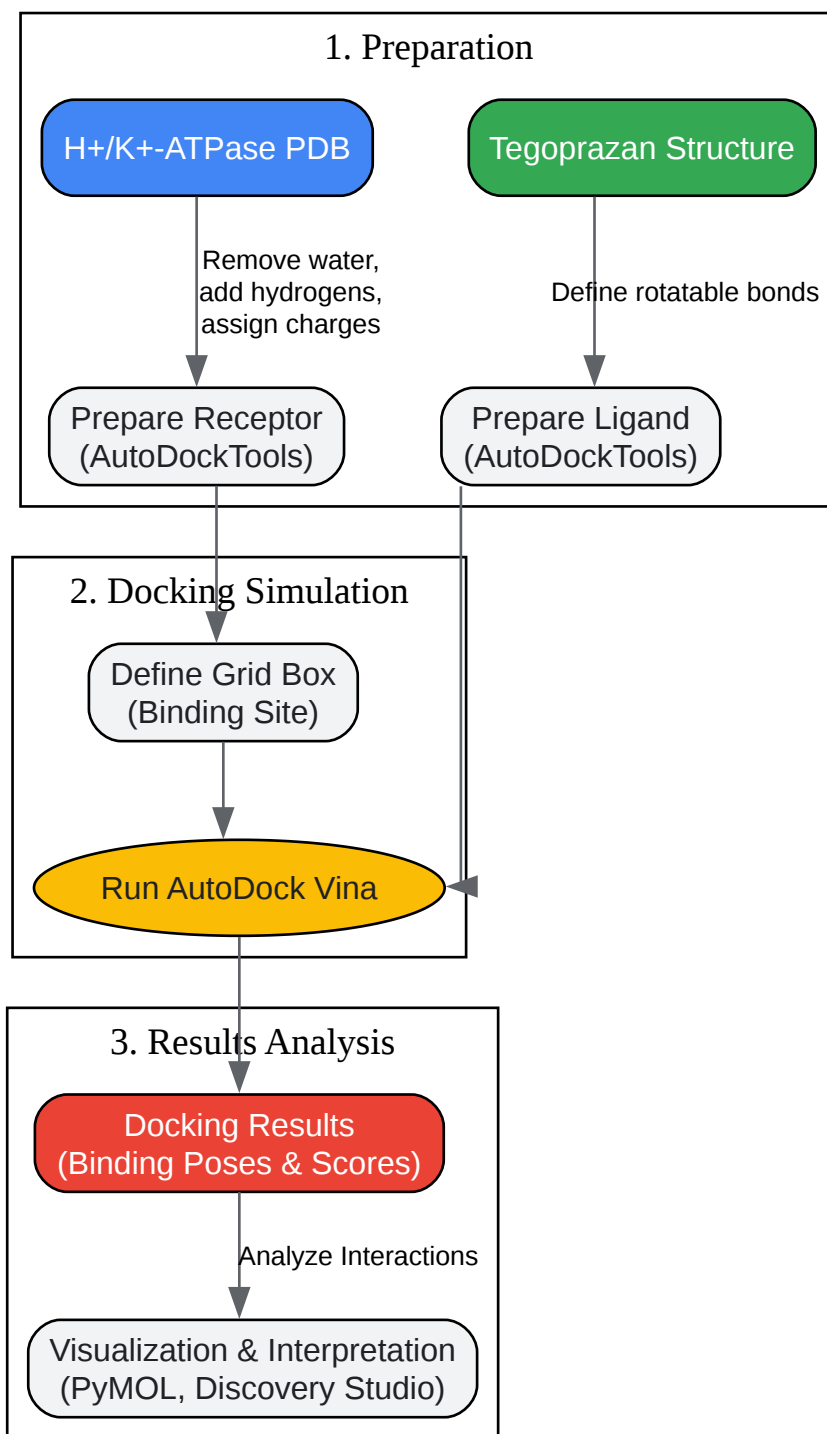 1. Preparation
H+/K+-ATPase PDB
Tegoprazan Structure
Remove water,
add hydrogens,
assign charges
Define rotatable bonds
Prepare Receptor
(AutoDockTools)
Prepare Ligand
(AutoDockTools)
2. Docking Simulation
Define Grid Box
(Binding Site)
Run AutoDock Vina
3. Results Analysis
Docking Results
(Binding Poses & Scores)
Analyze Interactions
Visualization & Interpretation
(PyMOL, Discovery Studio)